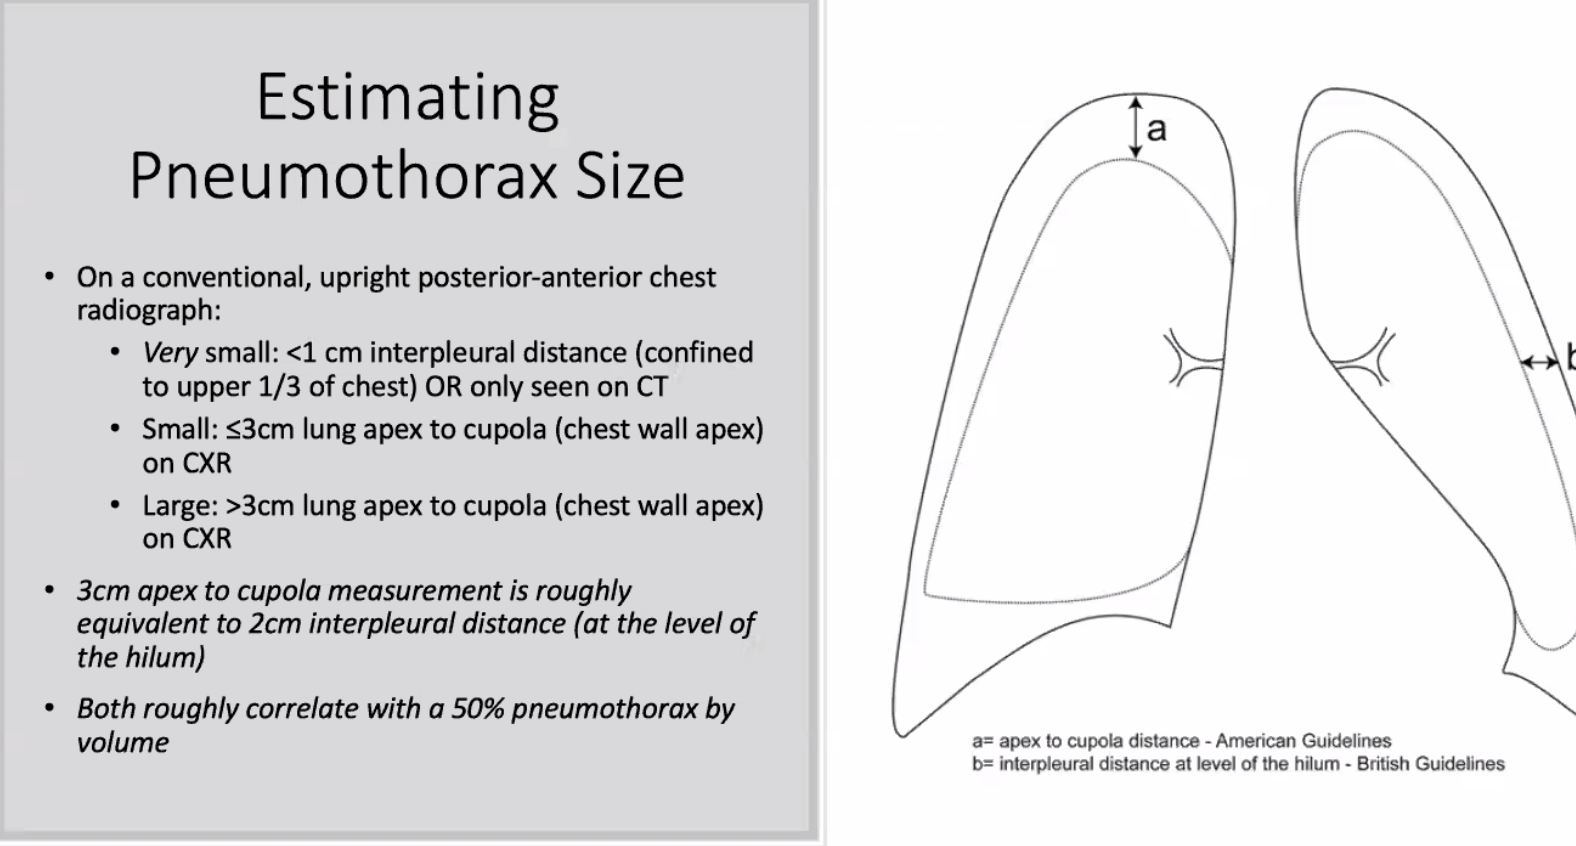 Estimating
Pneumothorax Size
• On a conventional, upright posterior-anterior chest
radiograph:
• Very small: <1 cm interpleural distance (confined
to upper 1/3 of chest) OR only seen on CT
• Small: ≤3cm lung apex to cupola (chest wall apex)
on CXR
• Large: >3cm lung apex to cupola (chest wall apex)
on CXR
• 3cm apex to cupola measurement is roughly
equivalent to 2cm interpleural distance (at the level of
the hilum)
• Both roughly correlate with a 50% pneumothorax by
volume
a
b
a= apex to cupola distance - American Guidelines
b= interpleural distance at level of the hilum - British Guidelines